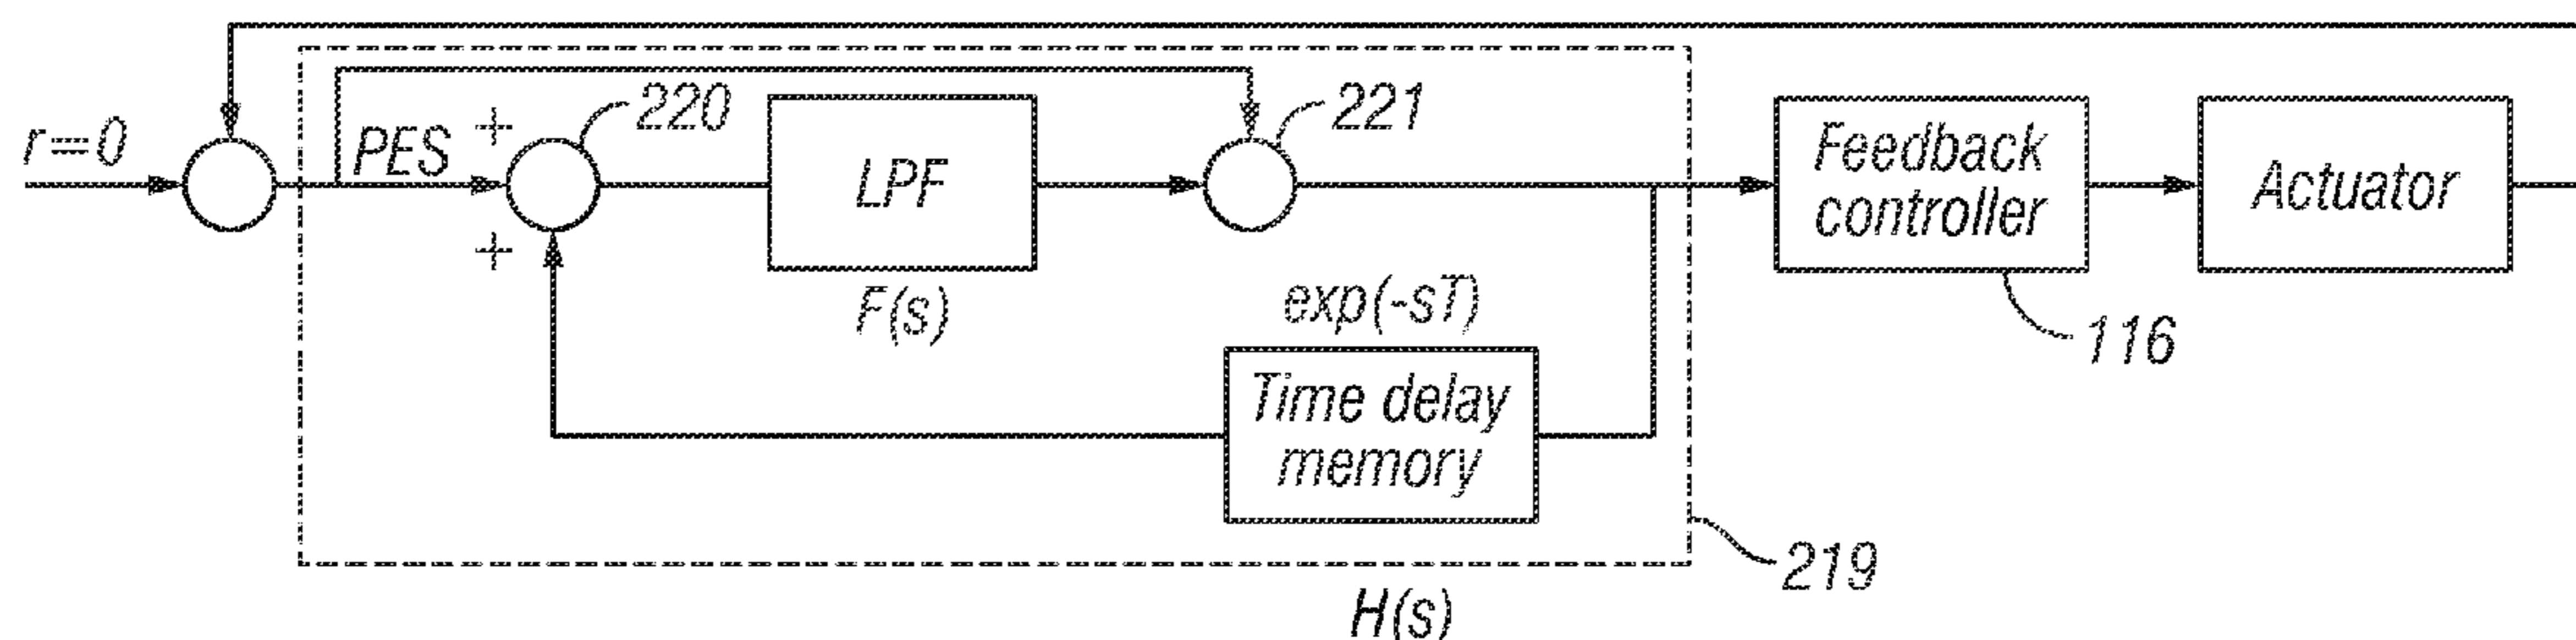 r=0
PES
+
+
220
LPF
F(s)
221
exp(-sT)
Time delay
memory
Feedback
controller
116
Actuator
219
H(s)